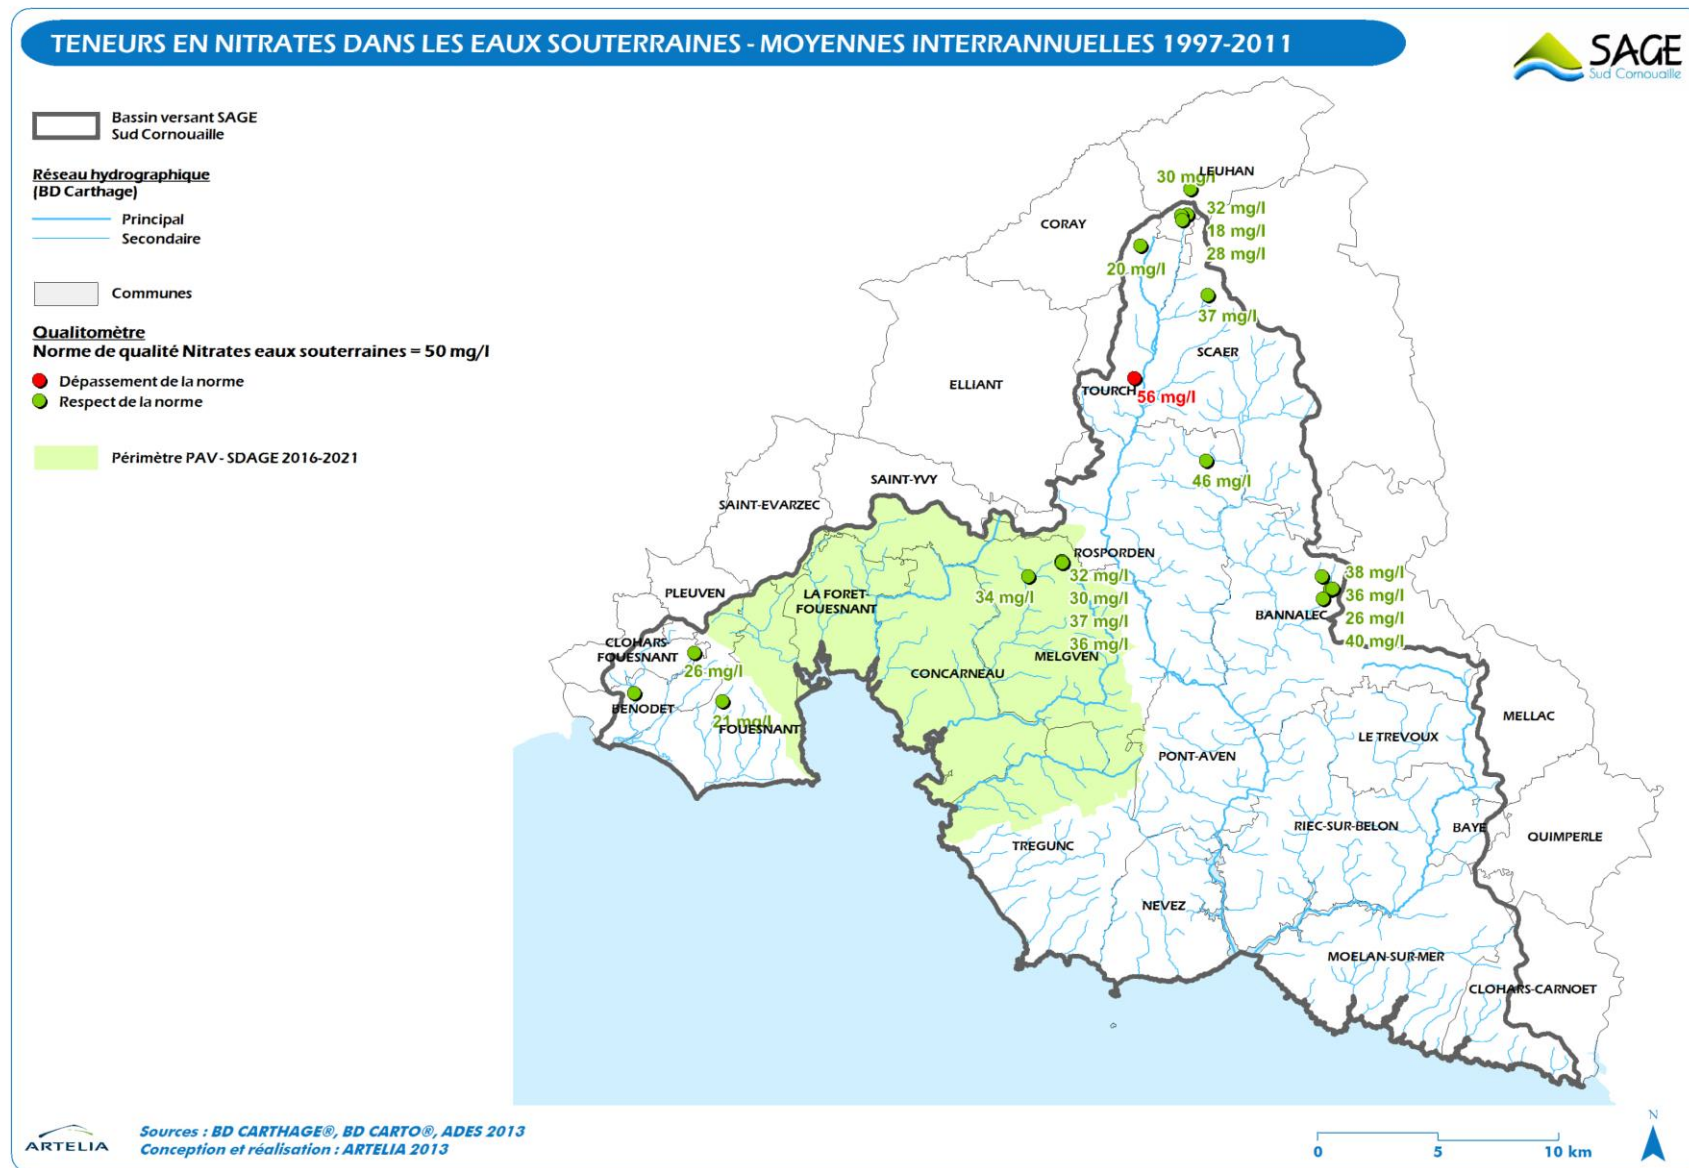 TENEURS EN NITRATES DANS LES EAUX SOUTERRAINES - MOYENNES INTERRANNUELLES 1997-2011
SAGE
Sud Cornouaille
Bassin versant SAGE
Sud Cornouaille
Réseau hydrographique
(BD Carthage)
Principal
Secondaire
Communes
Qualitomètre
Norme de qualité Nitrates eaux souterraines = 50 mg/l
Dépassement de la norme
Respect de la norme
Périmètre PAV - SDAGE 2016-2021
LEUHAN
30 mg/l
32 mg/l
18 mg/l
28 mg/l
CORAY
20 mg/l
37 mg/l
SCAER
ELLIANT
TOURCH
56 mg/l
46 mg/l
SAINT-YVY
SAINT-EVARZEC
ROSPORDEN
32 mg/l
30 mg/l
37 mg/l
36 mg/l
34 mg/l
38 mg/l
36 mg/l
26 mg/l
40 mg/l
BANNALEC
PLEUVEN
LA FORET-
FOUESNANT
CLOHARS-
FOUESNANT
26 mg/l
MELGVEN
CONCARNEAU
BENODET
21 mg/l
FOUESNANT
MELLAC
LE TREVOUX
PONT-AVEN
RIEC-SUR-BELON
BAYE
QUIMPERLE
TREGUNC
NEVEZ
MOELAN-SUR-MER
CLOHARS-CARNOET
ARTELIA
Sources : BD CARTHAGE®, BD CARTO®, ADES 2013
Conception et réalisation : ARTELIA 2013
0 5 10 km
N